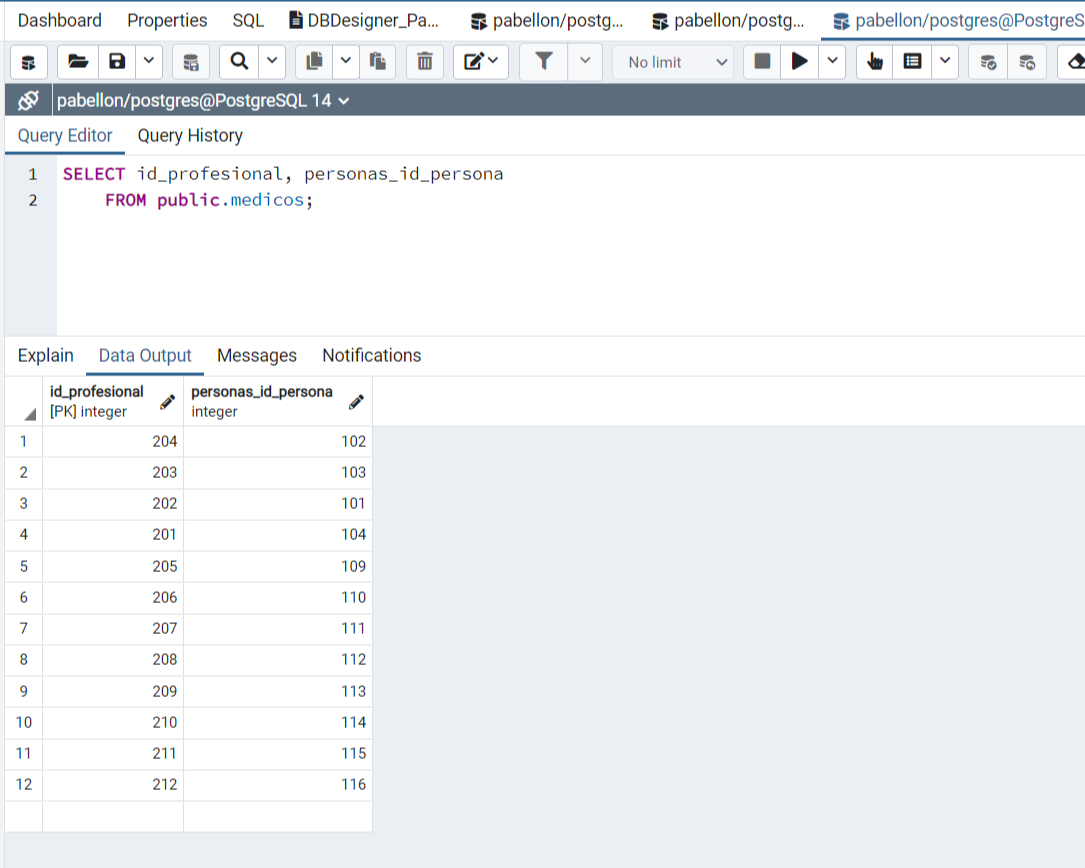 Dashboard Properties SQL DBDesigner_Pa... pabellon/postg... pabellon/postg... pabellon/postgres@PostgreS
No limit
pabellon/postgres@PostgreSQL 14
Query Editor Query History
1 SELECT id_profesional, personas_id_persona
2 FROM public.medicos;
Explain Data Output Messages Notifications
id_profesional personas_id_persona
[PK] integer integer
1 204 102
2 203 103
3 202 101
4 201 104
5 205 109
6 206 110
7 207 111
8 208 112
9 209 113
10 210 114
11 211 115
12 212 116